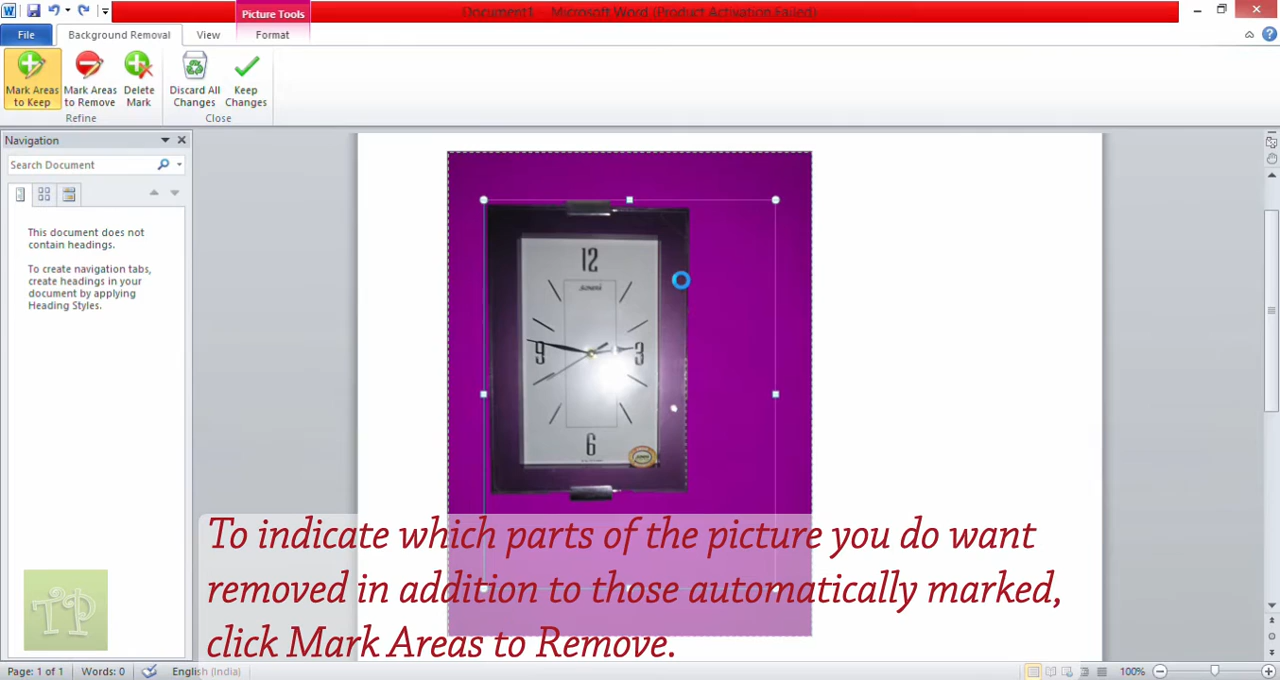 Document1 - Microsoft Word (Product Activation Failed)
Picture Tools
File
Background Removal
View
Format
Mark Areas to Keep
Mark Areas to Remove
Delete Mark
Discard All Changes
Keep Changes
Refine
Close
Navigation
Search Document
This document does not
contain headings.
To create navigation tabs,
create headings in your
document by applying
Heading Styles.
12
9
3
6
To indicate which parts of the picture you do want
removed in addition to those automatically marked,
click Mark Areas to Remove.
TP
Page: 1 of 1
Words: 0
English (India)
100%